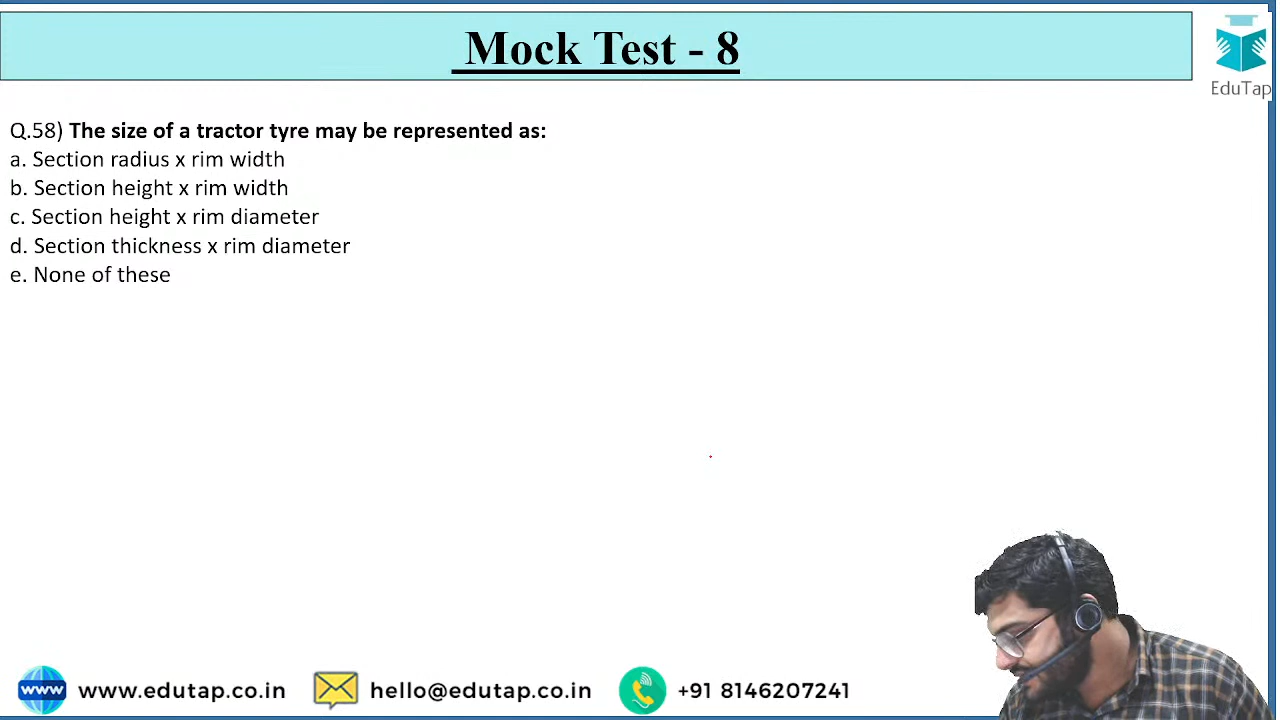 Mock Test - 8
EduTap
Q.58) The size of a tractor tyre may be represented as:
a. Section radius x rim width
b. Section height x rim width
c. Section height x rim diameter
d. Section thickness x rim diameter
e. None of these
www www.edutap.co.in hello@edutap.co.in +91 8146207241